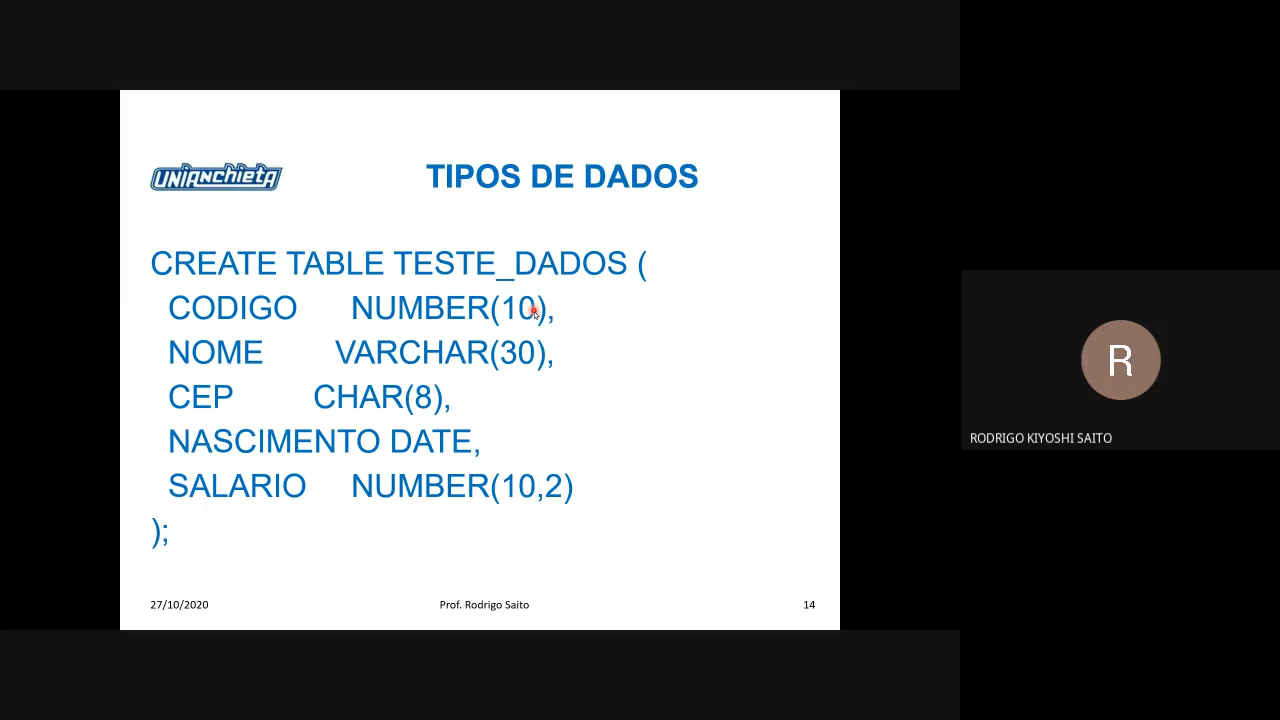 UNIANCHIETA
TIPOS DE DADOS
CREATE TABLE TESTE_DADOS (
CODIGO NUMBER(10),
NOME VARCHAR(30),
CEP CHAR(8),
NASCIMENTO DATE,
SALARIO NUMBER(10,2)
);
27/10/2020 Prof. Rodrigo Saito 14
R
RODRIGO KIYOSHI SAITO